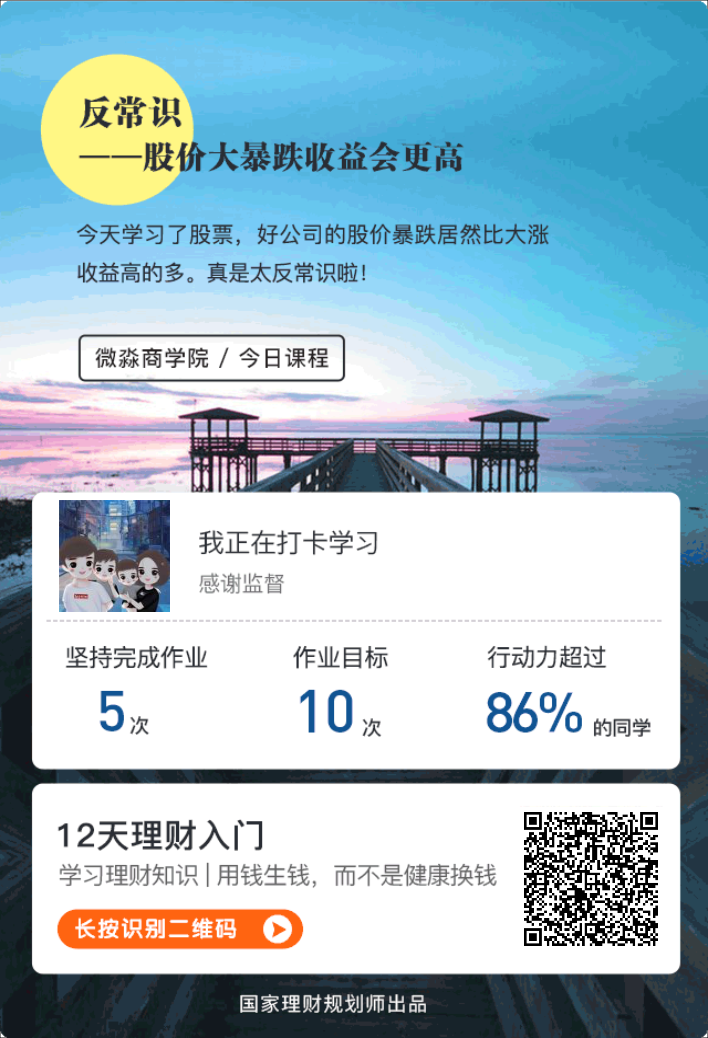 反常识
——股价大暴跌收益会更高
今天学习了股票，好公司的股价暴跌居然比大涨
收益高的多。真是太反常识啦！
微淼商学院 / 今日课程
我正在打卡学习
感谢监督
坚持完成作业 作业目标 行动力超过
5次 10次 86%的同学
12天理财入门
学习理财知识 | 用钱生钱，而不是健康换钱
长按识别二维码
国家理财规划师出品